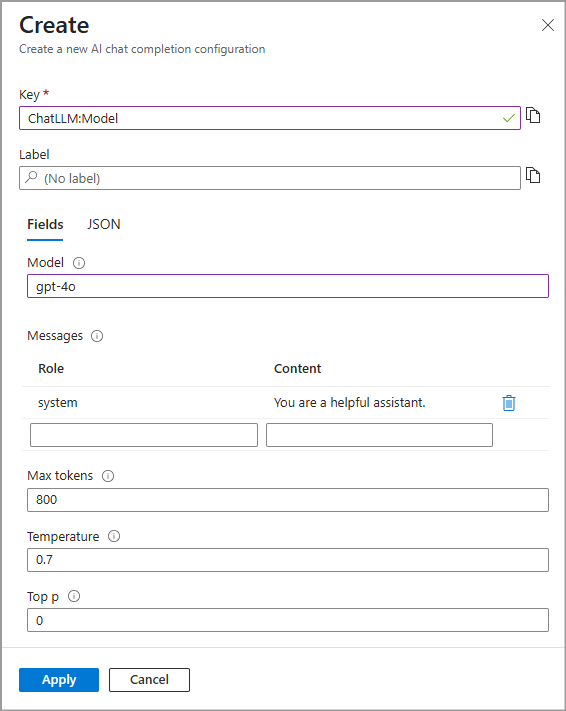 Create
Create a new AI chat completion configuration
Key *
ChatLLM:Model
Label
(No label)
Fields JSON
Model
gpt-4o
Messages
Role Content
system You are a helpful assistant.
Max tokens
800
Temperature
0.7
Top p
0
Apply Cancel